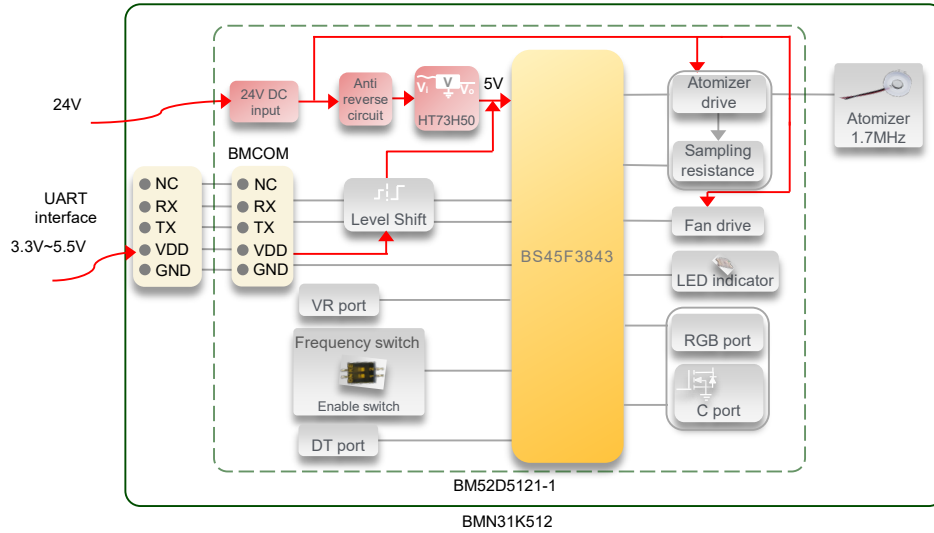 24V
24V DC
input
Anti
reverse
circuit
Vi
V
Vo
HT73H50
5V
Atomizer
drive
Sampling
resistance
Atomizer
1.7MHz
UART
interface
3.3V~5.5V
NC
RX
TX
VDD
GND
BMCOM
NC
RX
TX
VDD
GND
Level Shift
BS45F3843
Fan drive
LED indicator
VR port
Frequency switch
Enable switch
DT port
RGB port
C port
BM52D5121-1
BMN31K512